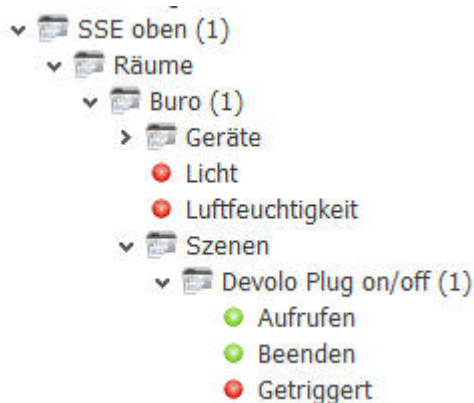 SSE oben (1)
Räume
Buro (1)
Geräte
Licht
Luftfeuchtigkeit
Szenen
Devolo Plug on/off (1)
Aufrufen
Beenden
Getriggert